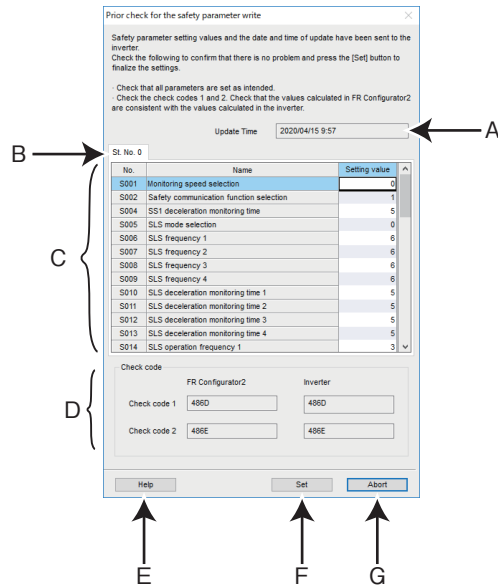 Prior check for the safety parameter write
Safety parameter setting values and the date and time of update have been sent to the
inverter.
Check the following to confirm that there is no problem and press the [Set] button to
finalize the settings.
· Check that all parameters are set as intended.
· Check the check codes 1 and 2. Check that the values calculated in FR Configurator2
are consistent with the values calculated in the inverter.
Update Time 2020/04/15 9:57
A
B
St. No. 0
No. Name Setting value
S001 Monitoring speed selection 0
S002 Safety communication function selection 1
S004 SS1 deceleration monitoring time 5
S005 SLS mode selection 0
S006 SLS frequency 1 6
S007 SLS frequency 2 6
S008 SLS frequency 3 6
S009 SLS frequency 4 6
S010 SLS deceleration monitoring time 1 5
S011 SLS deceleration monitoring time 2 5
S012 SLS deceleration monitoring time 3 5
S013 SLS deceleration monitoring time 4 5
S014 SLS operation frequency 1 3
C
Check code
FR Configurator2 Inverter
Check code 1 486D 486D
Check code 2 486E 486E
D
Help Set Abort
E F G